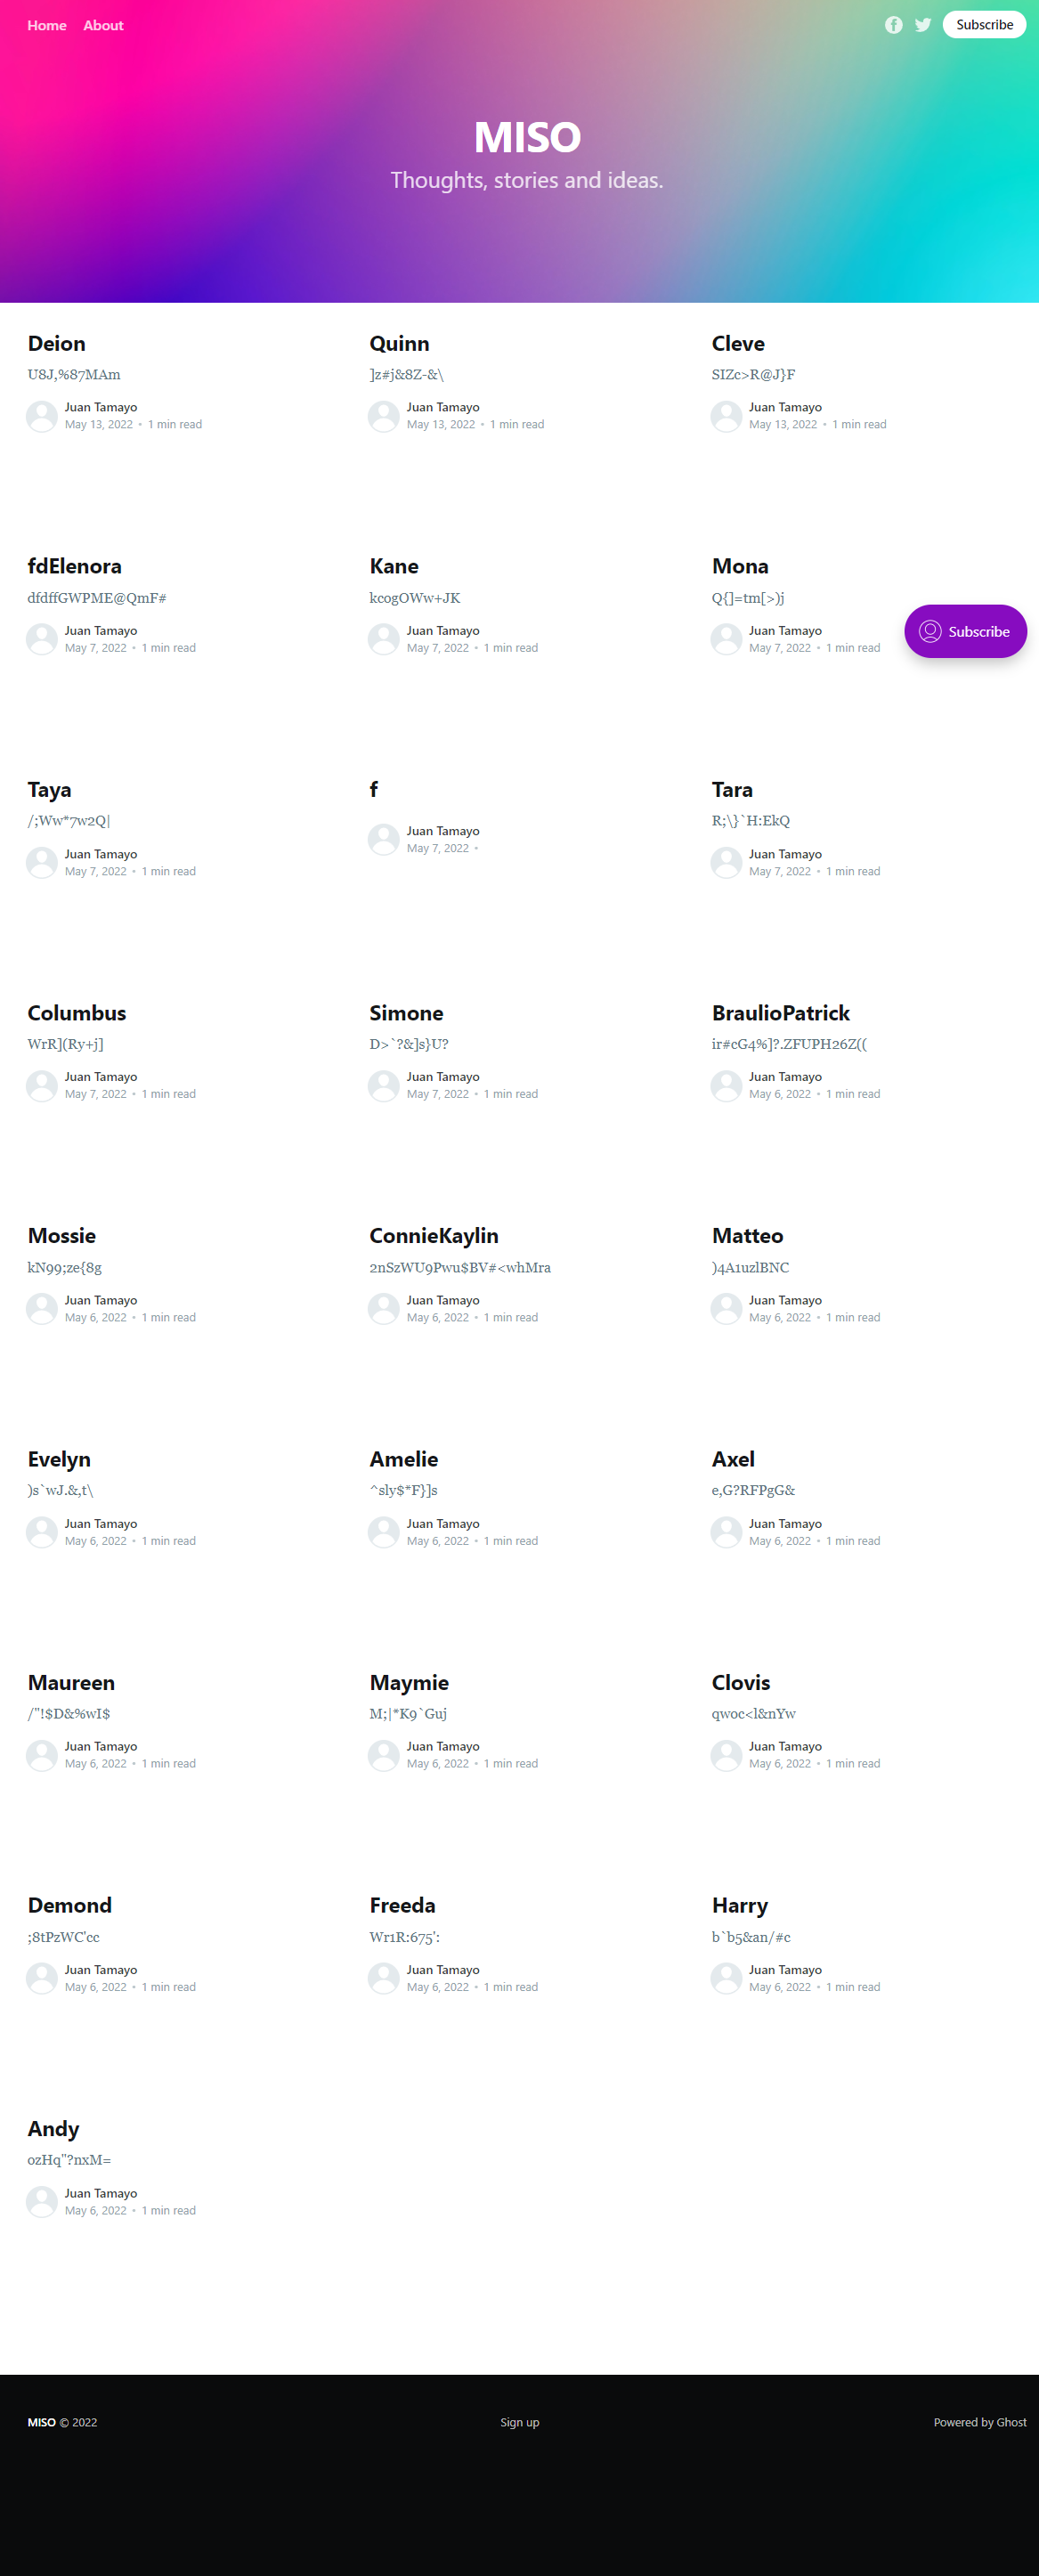 Home About Subscribe
MISO
Thoughts, stories and ideas.
Deion
U8J,%87MAm
Juan Tamayo
May 13, 2022 • 1 min read
Quinn
]z#j&8Z-&\
Juan Tamayo
May 13, 2022 • 1 min read
Cleve
SIZc>R@J}F
Juan Tamayo
May 13, 2022 • 1 min read
fdElenora
dfdffGWPME@QmF#
Juan Tamayo
May 7, 2022 • 1 min read
Kane
kcogOWw+JK
Juan Tamayo
May 7, 2022 • 1 min read
Mona
Q{]=tm[>)j
Juan Tamayo
May 7, 2022 • 1 min read
Subscribe
Taya
/;Ww*7w2Q|
Juan Tamayo
May 7, 2022 • 1 min read
f
Juan Tamayo
May 7, 2022 •
Tara
R;\}`H:EkQ
Juan Tamayo
May 7, 2022 • 1 min read
Columbus
WrR](Ry+j]
Juan Tamayo
May 7, 2022 • 1 min read
Simone
D>`?&]s}U?
Juan Tamayo
May 7, 2022 • 1 min read
BraulioPatrick
ir#cG4%]?.ZFUPH26Z((
Juan Tamayo
May 6, 2022 • 1 min read
Mossie
kN99;ze{8g
Juan Tamayo
May 6, 2022 • 1 min read
ConnieKaylin
2nSzWU9Pwu$BV#<whMra
Juan Tamayo
May 6, 2022 • 1 min read
Matteo
)4A1uzlBNC
Juan Tamayo
May 6, 2022 • 1 min read
Evelyn
)s`wJ.&,t\
Juan Tamayo
May 6, 2022 • 1 min read
Amelie
^sly$*F}]s
Juan Tamayo
May 6, 2022 • 1 min read
Axel
e,G?RFPgG&
Juan Tamayo
May 6, 2022 • 1 min read
Maureen
/"!$D&%wI$
Juan Tamayo
May 6, 2022 • 1 min read
Maymie
M;|*K9`Guj
Juan Tamayo
May 6, 2022 • 1 min read
Clovis
qwoc<l&nYw
Juan Tamayo
May 6, 2022 • 1 min read
Demond
;8tPzWC'cc
Juan Tamayo
May 6, 2022 • 1 min read
Freeda
Wr1R:675':
Juan Tamayo
May 6, 2022 • 1 min read
Harry
b`b5&an/#c
Juan Tamayo
May 6, 2022 • 1 min read
Andy
ozHq"?nxM=
Juan Tamayo
May 6, 2022 • 1 min read
MISO © 2022 Sign up Powered by Ghost